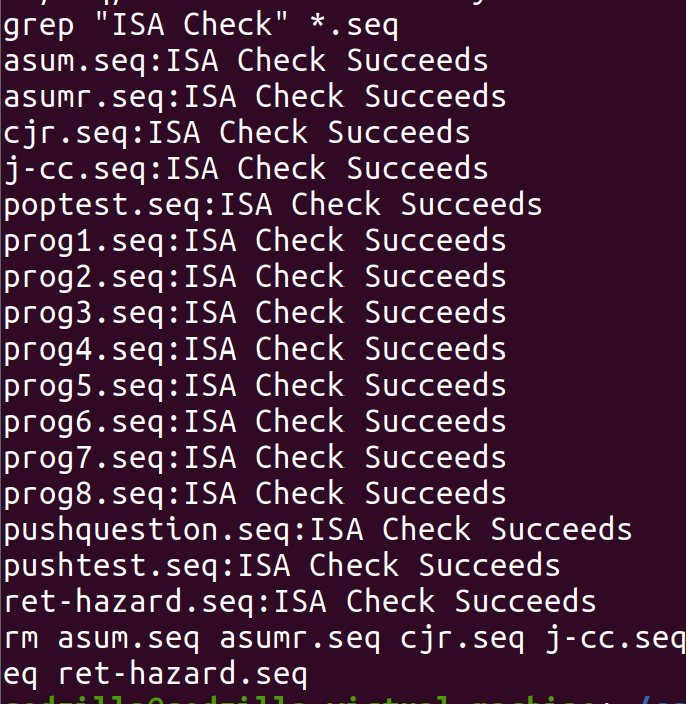 grep "ISA Check" *.seq
asum.seq:ISA Check Succeeds
asumr.seq:ISA Check Succeeds
cjr.seq:ISA Check Succeeds
j-cc.seq:ISA Check Succeeds
poptest.seq:ISA Check Succeeds
prog1.seq:ISA Check Succeeds
prog2.seq:ISA Check Succeeds
prog3.seq:ISA Check Succeeds
prog4.seq:ISA Check Succeeds
prog5.seq:ISA Check Succeeds
prog6.seq:ISA Check Succeeds
prog7.seq:ISA Check Succeeds
prog8.seq:ISA Check Succeeds
pushquestion.seq:ISA Check Succeeds
pushtest.seq:ISA Check Succeeds
ret-hazard.seq:ISA Check Succeeds
rm asum.seq asumr.seq cjr.seq j-cc.seq
eq ret-hazard.seq